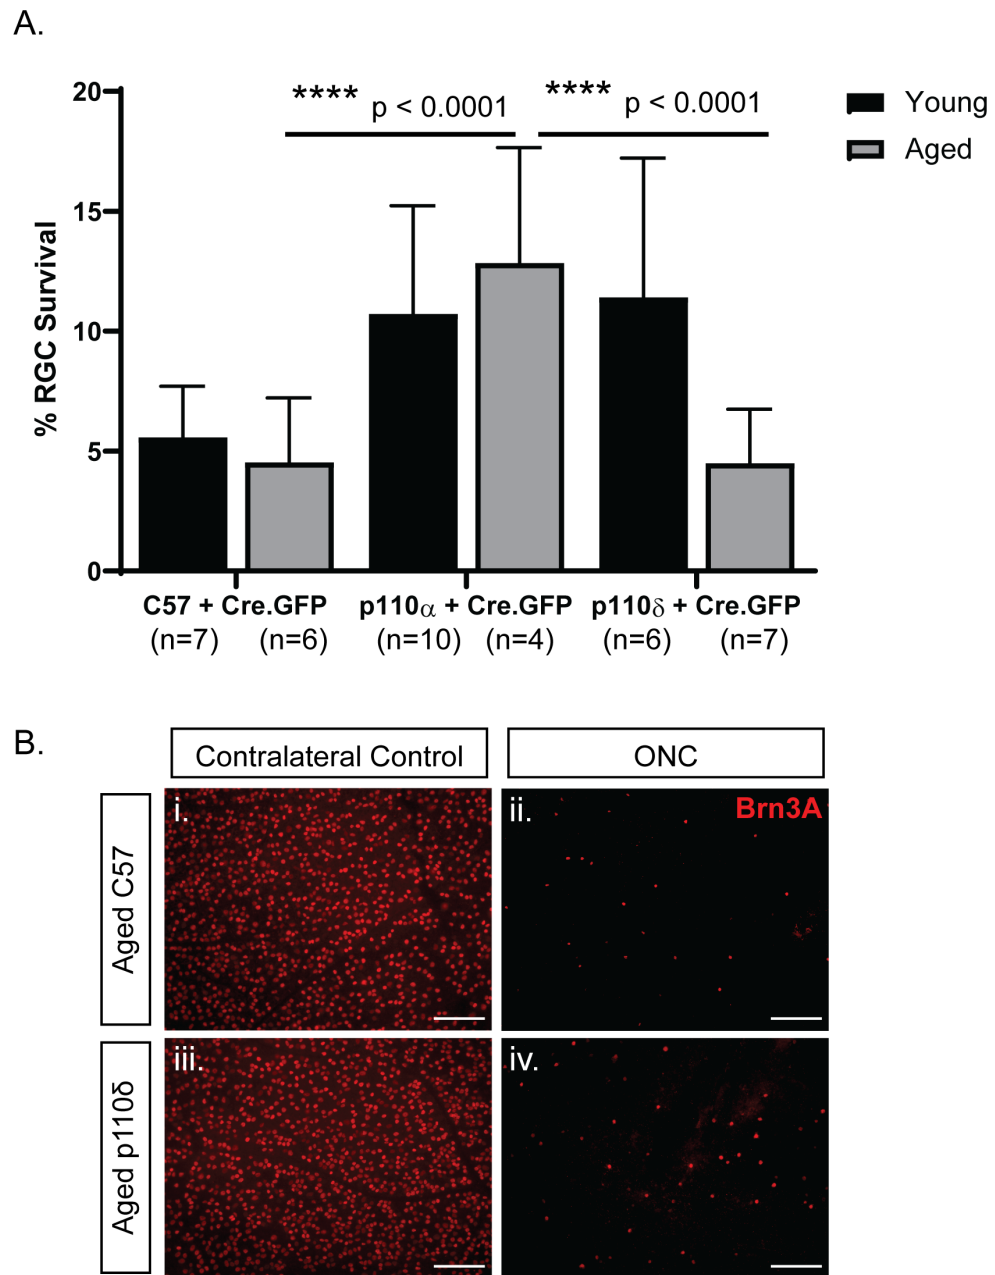 A.
% RGC Survival
20
15
10
5
0
**** p < 0.0001
**** p < 0.0001
Young
Aged
C57 + Cre.GFP p110α + Cre.GFP p110δ + Cre.GFP
(n=7) (n=6) (n=10) (n=4) (n=6) (n=7)
B.
Contralateral Control
ONC
Aged C57
i.
ii.
Brn3A
Aged p110δ
iii.
iv.